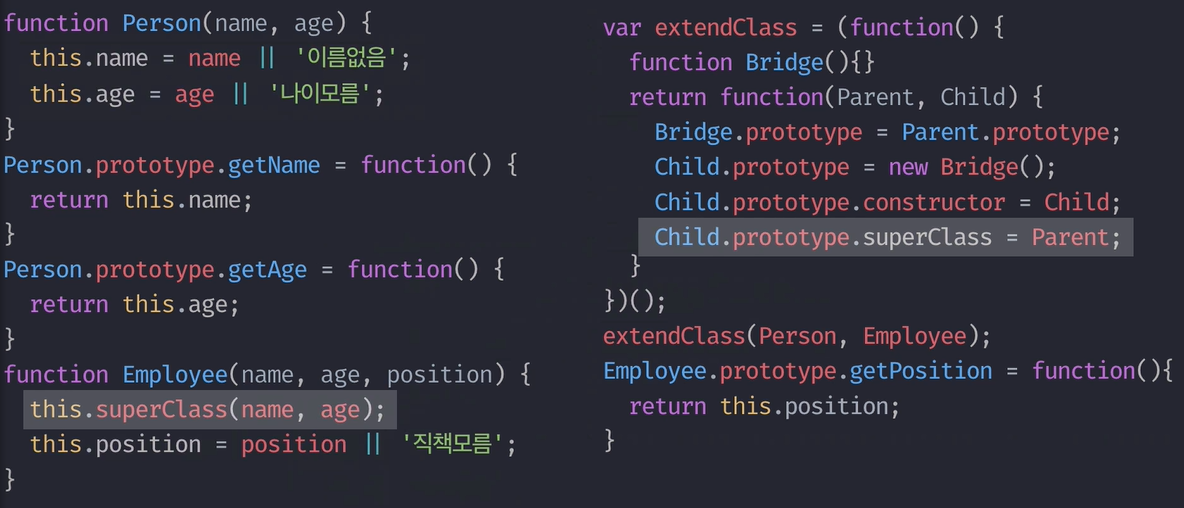 function Person(name, age) {
  this.name = name || '이름없음';
  this.age = age || '나이모름';
}
Person.prototype.getName = function() {
  return this.name;
}
Person.prototype.getAge = function() {
  return this.age;
}
function Employee(name, age, position) {
  this.superClass(name, age);
  this.position = position || '직책모름';
}
var extendClass = (function() {
  function Bridge(){}
  return function(Parent, Child) {
    Bridge.prototype = Parent.prototype;
    Child.prototype = new Bridge();
    Child.prototype.constructor = Child;
    Child.prototype.superClass = Parent;
  }
})();
extendClass(Person, Employee);
Employee.prototype.getPosition = function(){
  return this.position;
}